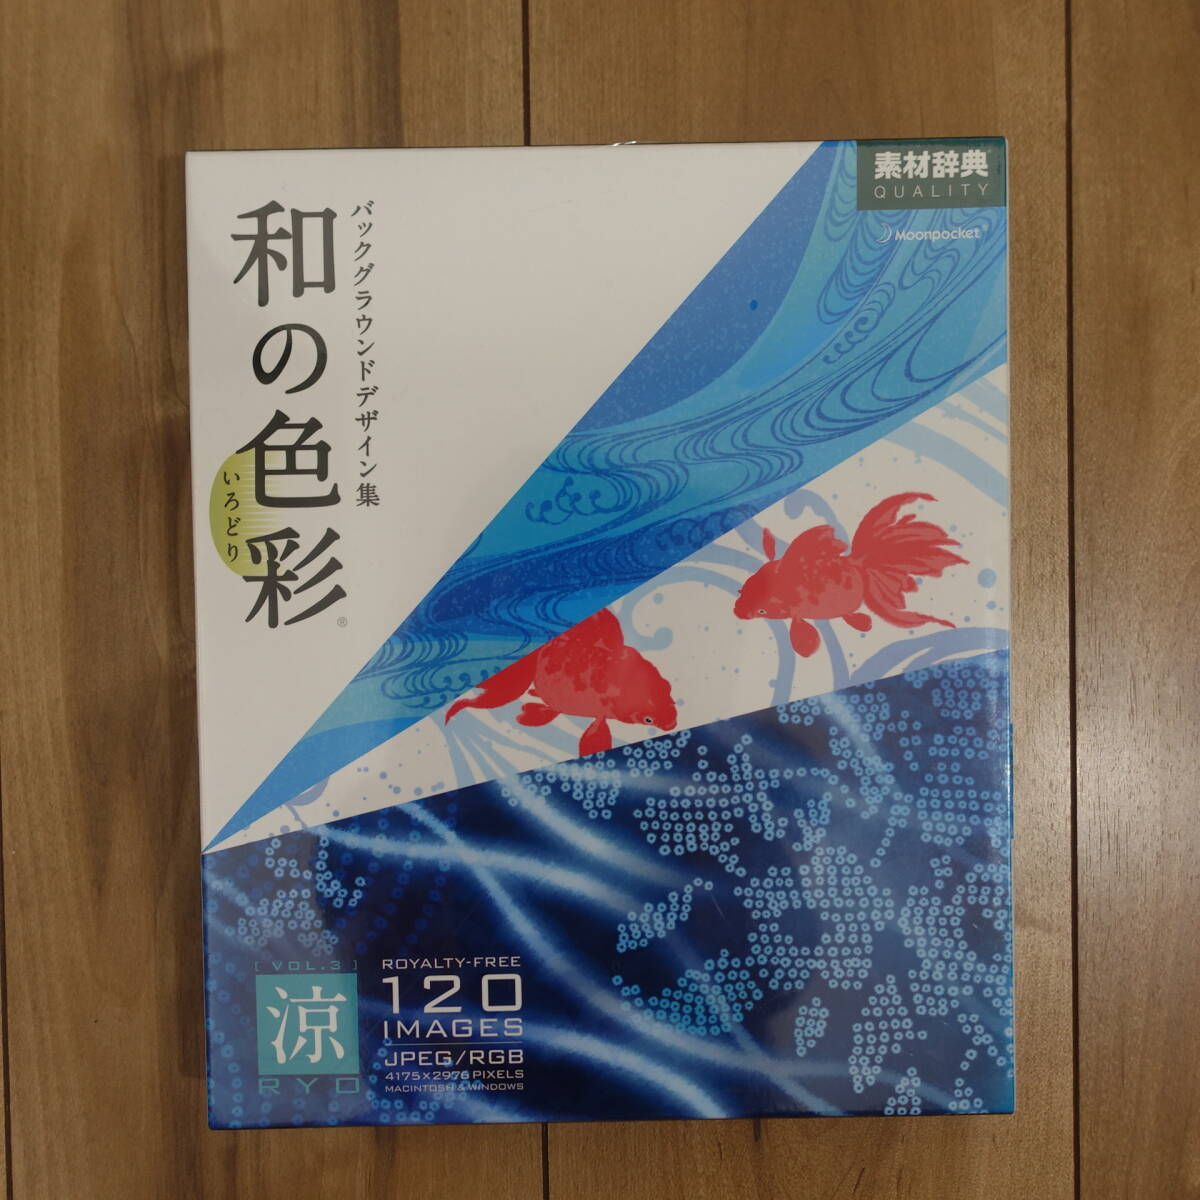 素材辞典
QUALITY
Moonpocket®
バックグラウンドデザイン集
和の色彩®
いろどり
[VOL.3]
涼
RYO
ROYALTY-FREE
120
IMAGES
JPEG/RGB
4175×2976 PIXELS
MACINTOSH & WINDOWS